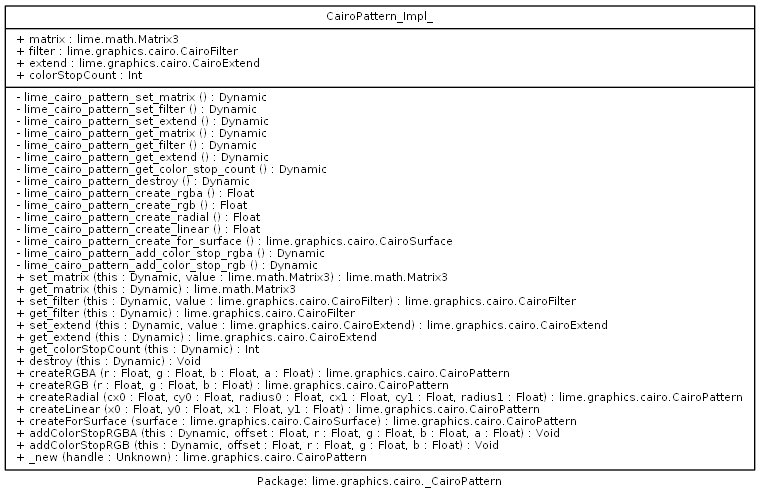 CairoPattern_Impl_
+ matrix : lime.math.Matrix3
+ filter : lime.graphics.cairo.CairoFilter
+ extend : lime.graphics.cairo.CairoExtend
+ colorStopCount : Int
- lime_cairo_pattern_set_matrix () : Dynamic
- lime_cairo_pattern_set_filter () : Dynamic
- lime_cairo_pattern_set_extend () : Dynamic
- lime_cairo_pattern_get_matrix () : Dynamic
- lime_cairo_pattern_get_filter () : Dynamic
- lime_cairo_pattern_get_extend () : Dynamic
- lime_cairo_pattern_get_color_stop_count () : Dynamic
- lime_cairo_pattern_destroy () : Dynamic
- lime_cairo_pattern_create_rgba () : Float
- lime_cairo_pattern_create_rgb () : Float
- lime_cairo_pattern_create_radial () : Float
- lime_cairo_pattern_create_linear () : Float
- lime_cairo_pattern_create_for_surface () : lime.graphics.cairo.CairoSurface
- lime_cairo_pattern_add_color_stop_rgba () : Dynamic
- lime_cairo_pattern_add_color_stop_rgb () : Dynamic
+ set_matrix (this : Dynamic, value : lime.math.Matrix3) : lime.math.Matrix3
+ get_matrix (this : Dynamic) : lime.math.Matrix3
+ set_filter (this : Dynamic, value : lime.graphics.cairo.CairoFilter) : lime.graphics.cairo.CairoFilter
+ get_filter (this : Dynamic) : lime.graphics.cairo.CairoFilter
+ set_extend (this : Dynamic, value : lime.graphics.cairo.CairoExtend) : lime.graphics.cairo.CairoExtend
+ get_extend (this : Dynamic) : lime.graphics.cairo.CairoExtend
+ get_colorStopCount (this : Dynamic) : Int
+ destroy (this : Dynamic) : Void
+ createRGBA (r : Float, g : Float, b : Float, a : Float) : lime.graphics.cairo.CairoPattern
+ createRGB (r : Float, g : Float, b : Float) : lime.graphics.cairo.CairoPattern
+ createRadial (cx0 : Float, cy0 : Float, radius0 : Float, cx1 : Float, cy1 : Float, radius1 : Float) : lime.graphics.cairo.CairoPattern
+ createLinear (x0 : Float, y0 : Float, x1 : Float, y1 : Float) : lime.graphics.cairo.CairoPattern
+ createForSurface (surface : lime.graphics.cairo.CairoSurface) : lime.graphics.cairo.CairoPattern
+ addColorStopRGBA (this : Dynamic, offset : Float, r : Float, g : Float, b : Float, a : Float) : Void
+ addColorStopRGB (this : Dynamic, offset : Float, r : Float, g : Float, b : Float) : Void
+ _new (handle : Unknown) : lime.graphics.cairo.CairoPattern
Package: lime.graphics.cairo._CairoPattern